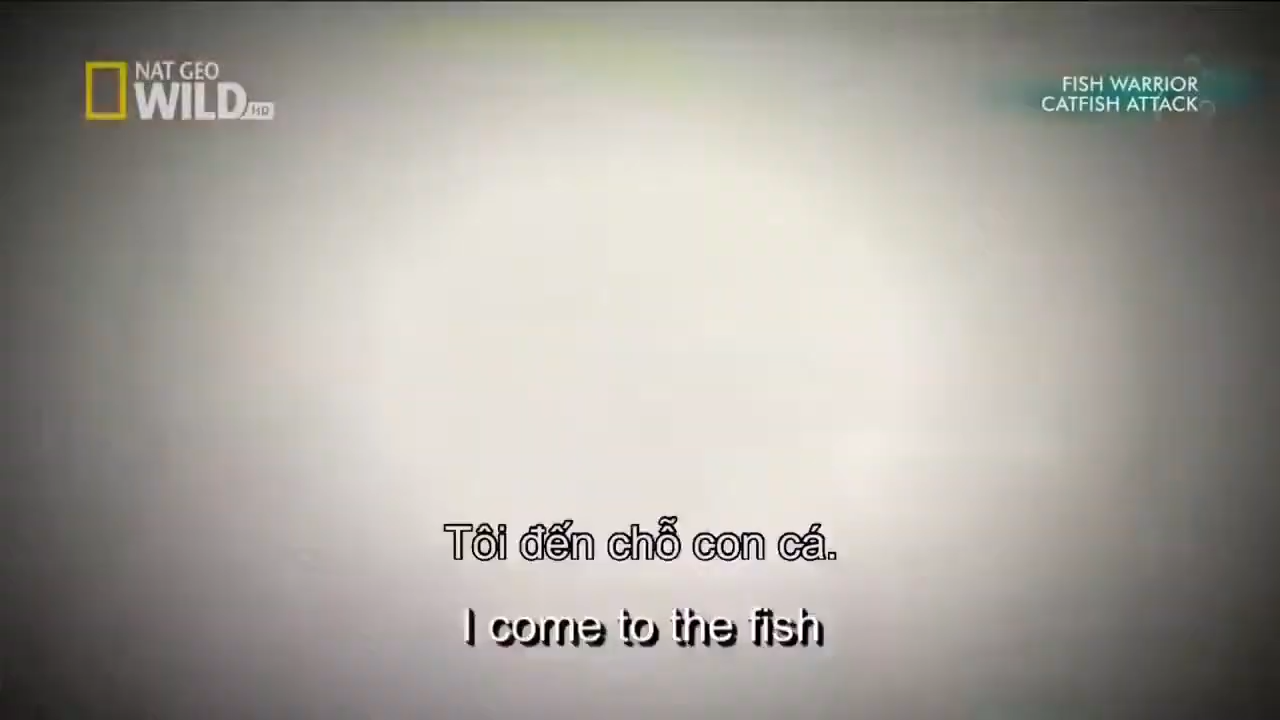 NAT GEO
WILD HD
FISH WARRIOR
CATFISH ATTACK
Tôi đến chỗ con cá.
I come to the fish